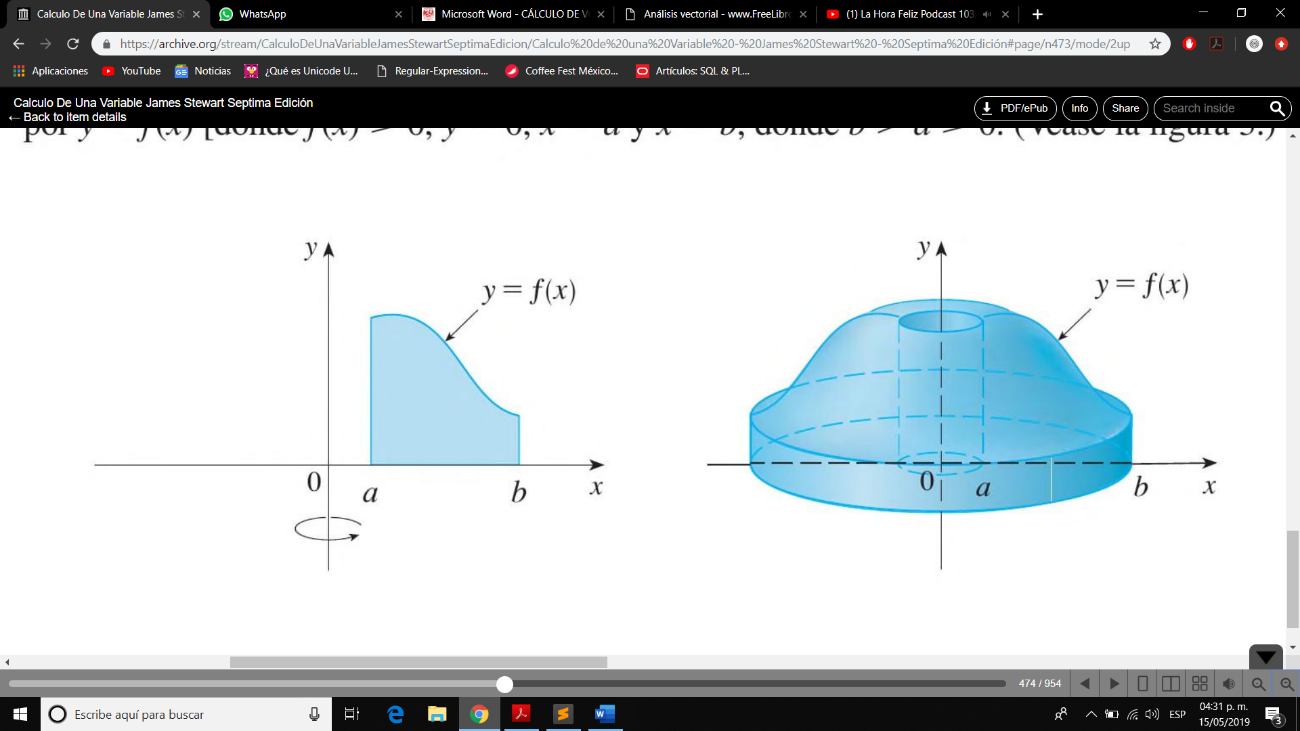 Calculo De Una Variable James St
WhatsApp
Microsoft Word - CÁLCULO DE V
Análisis vectorial - www.FreeLibro
(1) La Hora Feliz Podcast 103
https://archive.org/stream/CalculoDeUnaVariableJamesStewartSeptimaEdicion/Calculo%20de%20una%20Variable%20-%20James%20Stewart%20-%20Septima%20Edición#page/n473/mode/2up
Aplicaciones
YouTube
GE Noticias
¿Qué es Unicode U...
Regular-Expression...
Coffee Fest México...
Artículos: SQL & PL...
Calculo De Una Variable James Stewart Septima Edición
← Back to item details
PDF/ePub
Info
Share
Search inside
y
y = f(x)
0
a
b
x
y
y = f(x)
0
a
b
x
474 / 954
Escribe aquí para buscar
ESP
04:31 p. m.
15/05/2019
3